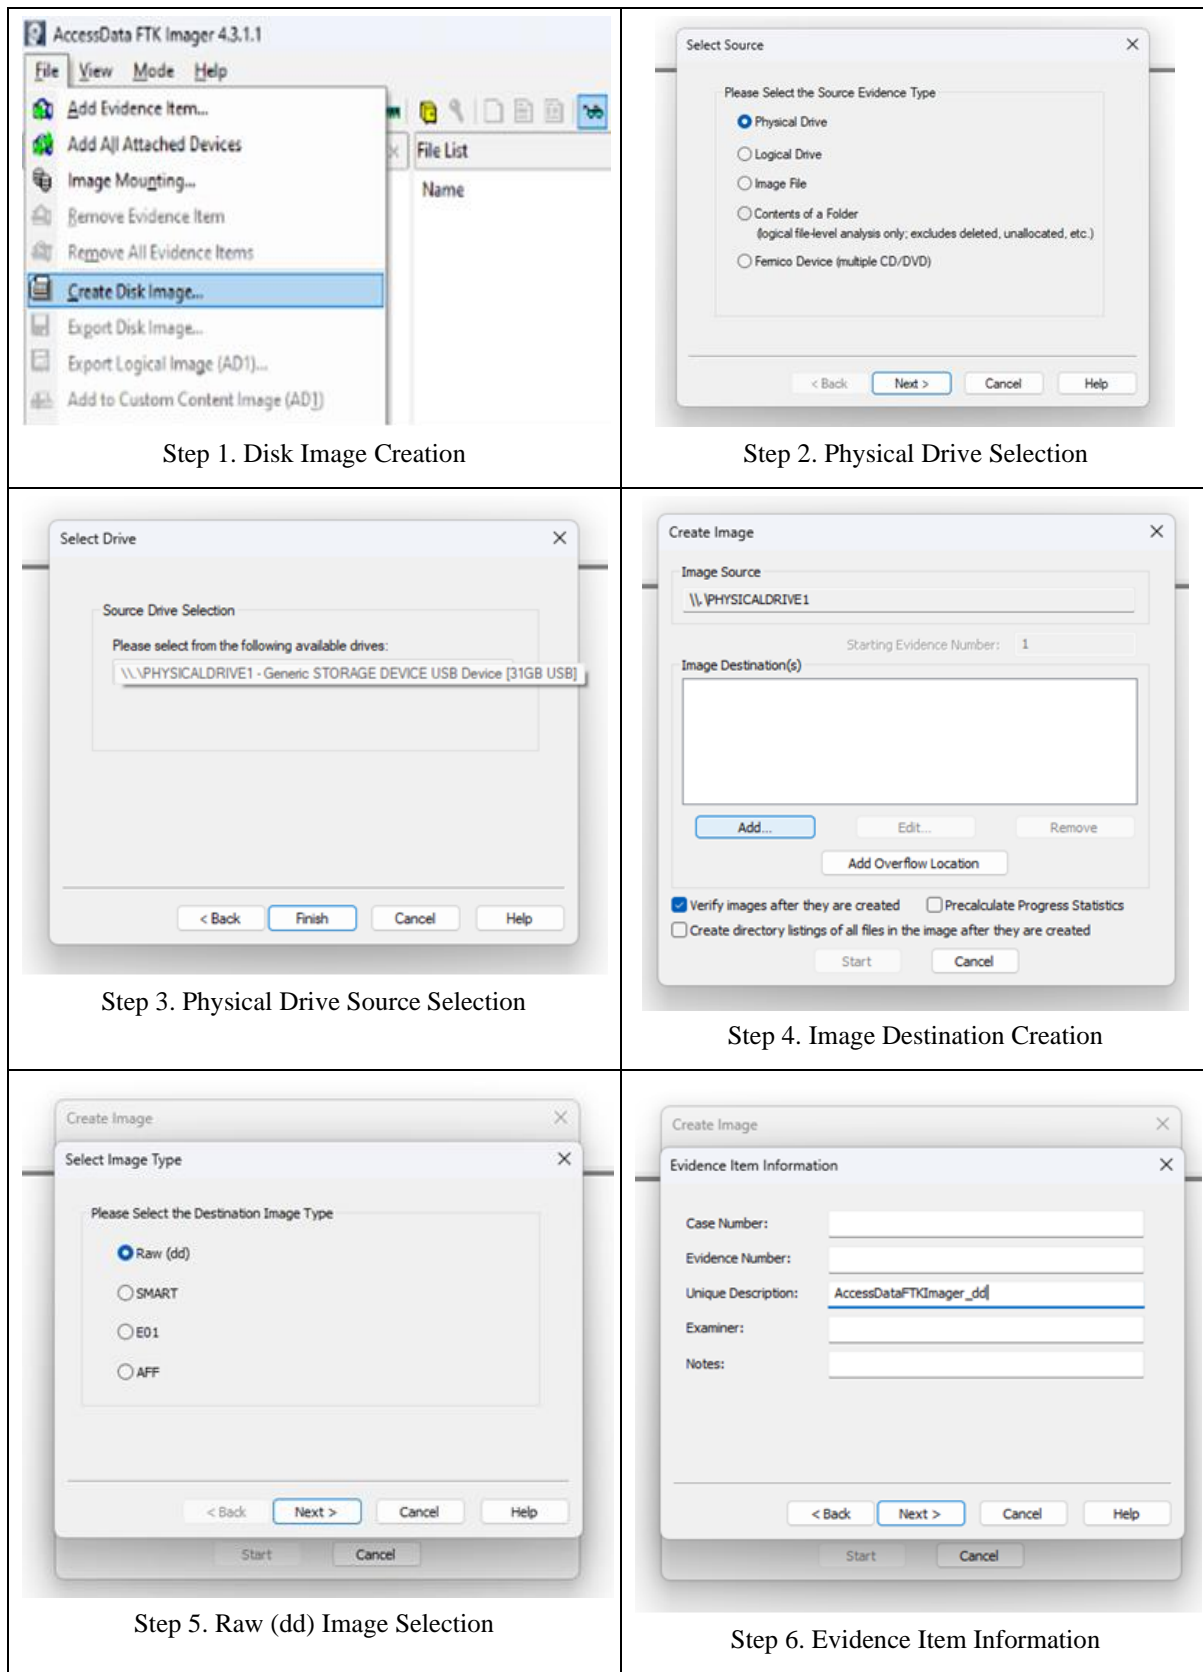 AccessData FTK Imager 4.3.1.1
File View Mode Help
Add Evidence Item...
Add All Attached Devices
File List
Image Mounting...
Name
Remove Evidence Item
Remove All Evidence Items
Create Disk Image...
Export Disk Image...
Export Logical Image (AD1)...
Add to Custom Content Image (AD1)
Step 1. Disk Image Creation
Select Source
Please Select the Source Evidence Type
Physical Drive
Logical Drive
Image File
Contents of a Folder
(logical file-level analysis only; excludes deleted, unallocated, etc.)
Fernico Device (multiple CD/DVD)
< Back Next > Cancel Help
Step 2. Physical Drive Selection
Select Drive
Source Drive Selection
Please select from the following available drives:
\\.\PHYSICALDRIVE1 - Generic STORAGE DEVICE USB Device [31GB USB]
< Back Finish Cancel Help
Step 3. Physical Drive Source Selection
Create Image
Image Source
\\.\PHYSICALDRIVE1
Starting Evidence Number: 1
Image Destination(s)
Add... Edit... Remove
Add Overflow Location
Verify images after they are created Precalculate Progress Statistics
Create directory listings of all files in the image after they are created
Start Cancel
Step 4. Image Destination Creation
Create Image
Select Image Type
Please Select the Destination Image Type
Raw (dd)
SMART
E01
AFF
< Back Next > Cancel Help
Start Cancel
Step 5. Raw (dd) Image Selection
Create Image
Evidence Item Information
Case Number:
Evidence Number:
Unique Description: AccessDataFTKImager_dd
Examiner:
Notes:
< Back Next > Cancel Help
Start Cancel
Step 6. Evidence Item Information